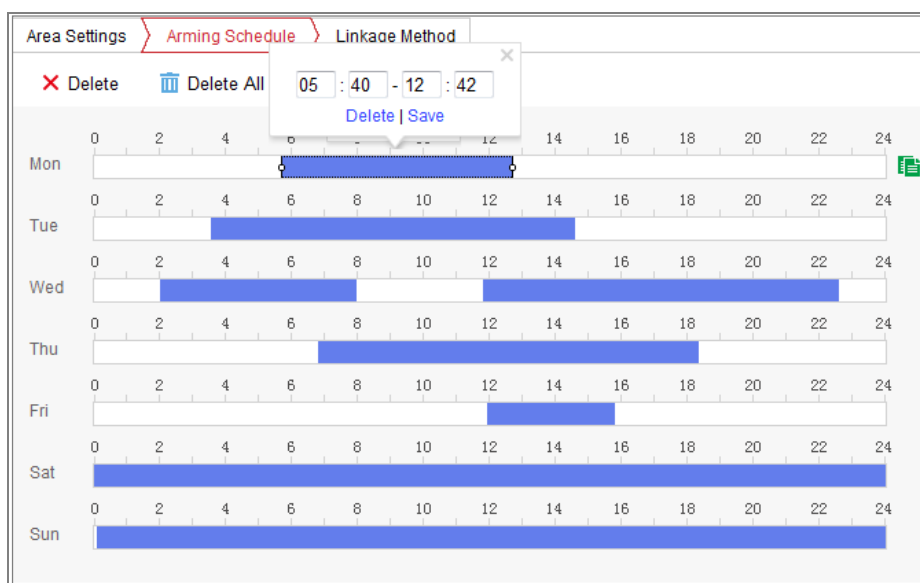 Area Settings Arming Schedule Linkage Method
Delete Delete All
05 : 40 - 12 : 42
Delete | Save
0 2 4 6 8 10 12 14 16 18 20 22 24
Mon
0 2 4 6 8 10 12 14 16 18 20 22 24
Tue
0 2 4 6 8 10 12 14 16 18 20 22 24
Wed
0 2 4 6 8 10 12 14 16 18 20 22 24
Thu
0 2 4 6 8 10 12 14 16 18 20 22 24
Fri
0 2 4 6 8 10 12 14 16 18 20 22 24
Sat
0 2 4 6 8 10 12 14 16 18 20 22 24
Sun